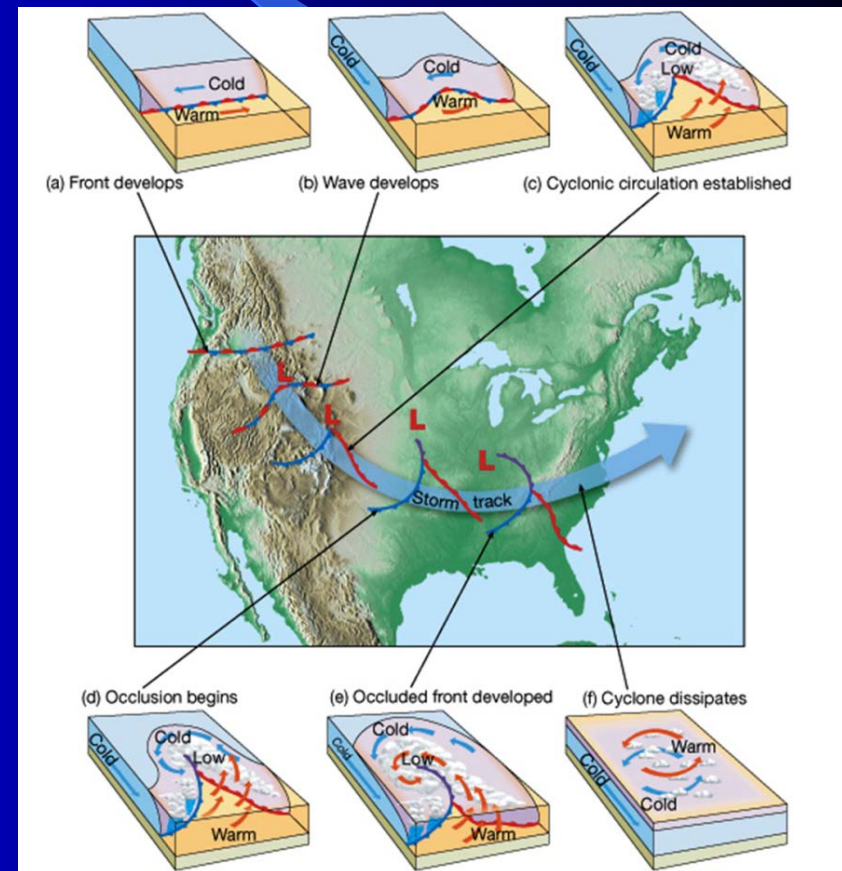 Cold
Warm
(a) Front develops
Cold
Cold
Warm
(b) Wave develops
Cold
Cold
Low
Warm
(c) Cyclonic circulation established
L
L
L
L
Storm track
(d) Occlusion begins
Cold
Cold
Low
Warm
(e) Occluded front developed
Cold
Cold
Low
Warm
(f) Cyclone dissipates
Cold
Warm
Cold